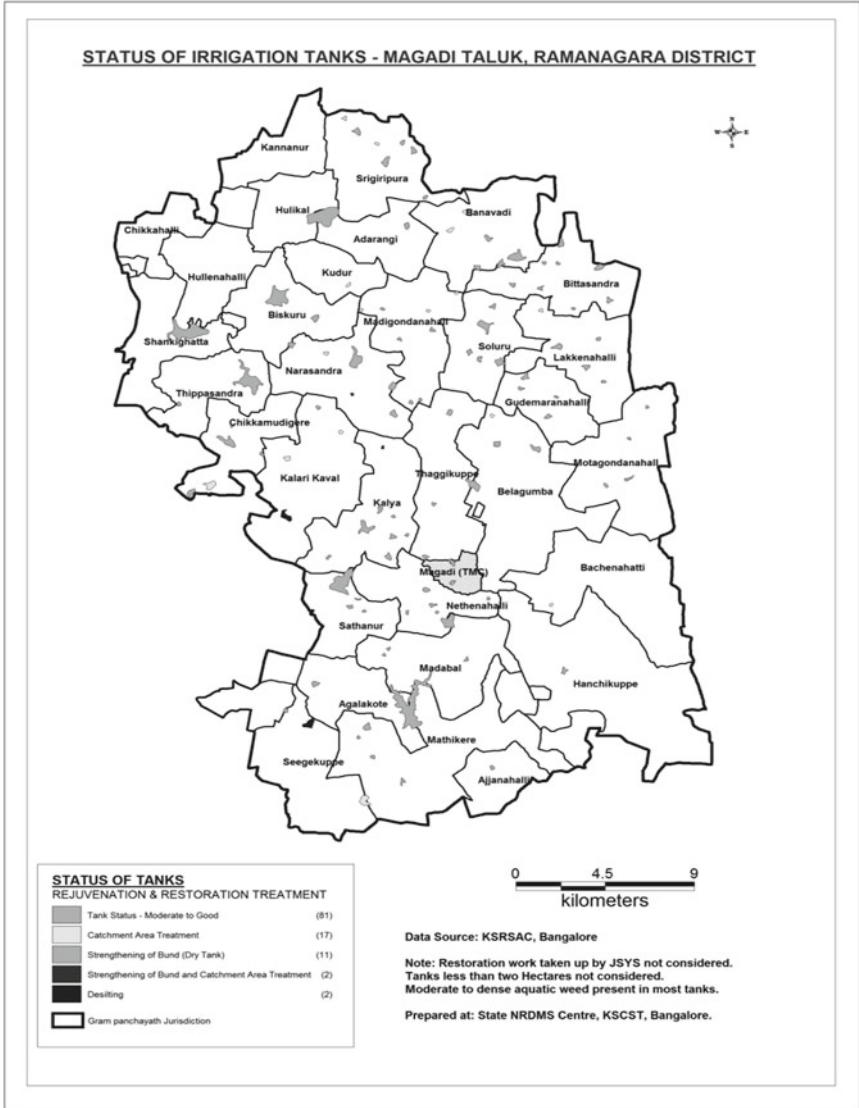 STATUS OF IRRIGATION TANKS - MAGADI TALUK, RAMANAGARA DISTRICT
N
W E
S
Kannanur
Srigiripura
Hulikal
Banavadi
Chikkahalli
Adarangi
Hullenahalli
Kudur
Bittasandra
Biskuru
Madigondanahall
Shankighatta
Soluru
Lakkenahalli
Narasandra
Thippasandra
Gudemaranahalli
Chikkamudigere
Motagondanahall
Thaggikuppe
Kalari Kaval
Belagumba
Kalya
Bachenahatti
Magadi (TMC)
Nethenahalli
Sathanur
Madabal
Hanchikuppe
Agalakote
Mathikere
Seegekuppe
Ajjanahalli
STATUS OF TANKS
REJUVENATION & RESTORATION TREATMENT
Tank Status - Moderate to Good (81)
Catchment Area Treatment (17)
Strengthening of Bund (Dry Tank) (11)
Strengthening of Bund and Catchment Area Treatment (2)
Desilting (2)
Gram panchayath Jurisdiction
0 4.5 9
kilometers
Data Source: KSRSAC, Bangalore
Note: Restoration work taken up by JSYS not considered.
Tanks less than two Hectares not considered.
Moderate to dense aquatic weed present in most tanks.
Prepared at: State NRDMS Centre, KSCST, Bangalore.